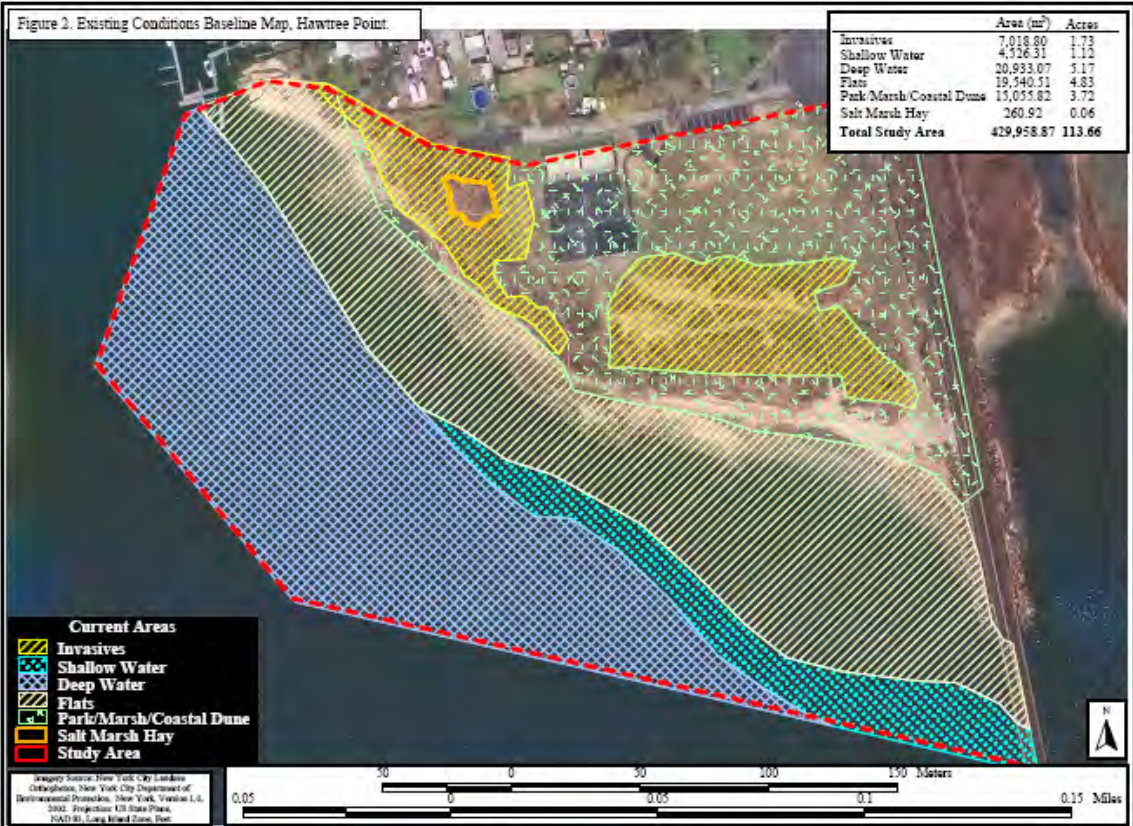 Figure 2. Existing Conditions Baseline Map, Hawtree Point.
Area (m²) Acres
Invasives 7,018.80 1.73
Shallow Water 4,526.31 1.12
Deep Water 20,933.07 5.17
Flats 19,540.51 4.83
Park/Marsh/Coastal Dune 15,055.82 3.72
Salt Marsh Hay 260.92 0.06
Total Study Area 429,958.87 113.66
Current Areas
Invasives
Shallow Water
Deep Water
Flats
Park/Marsh/Coastal Dune
Salt Marsh Hay
Study Area
N
Imagery Source: New York City Landbase
Orthophotos, New York City Department of
Environmental Protection, New York, Version 1.0,
2002. Projection: US State Plane,
NAD 83, Long Island Zone, Feet
50 0 50 100 150 Meters
0.05 0 0.05 0.1 0.15 Miles